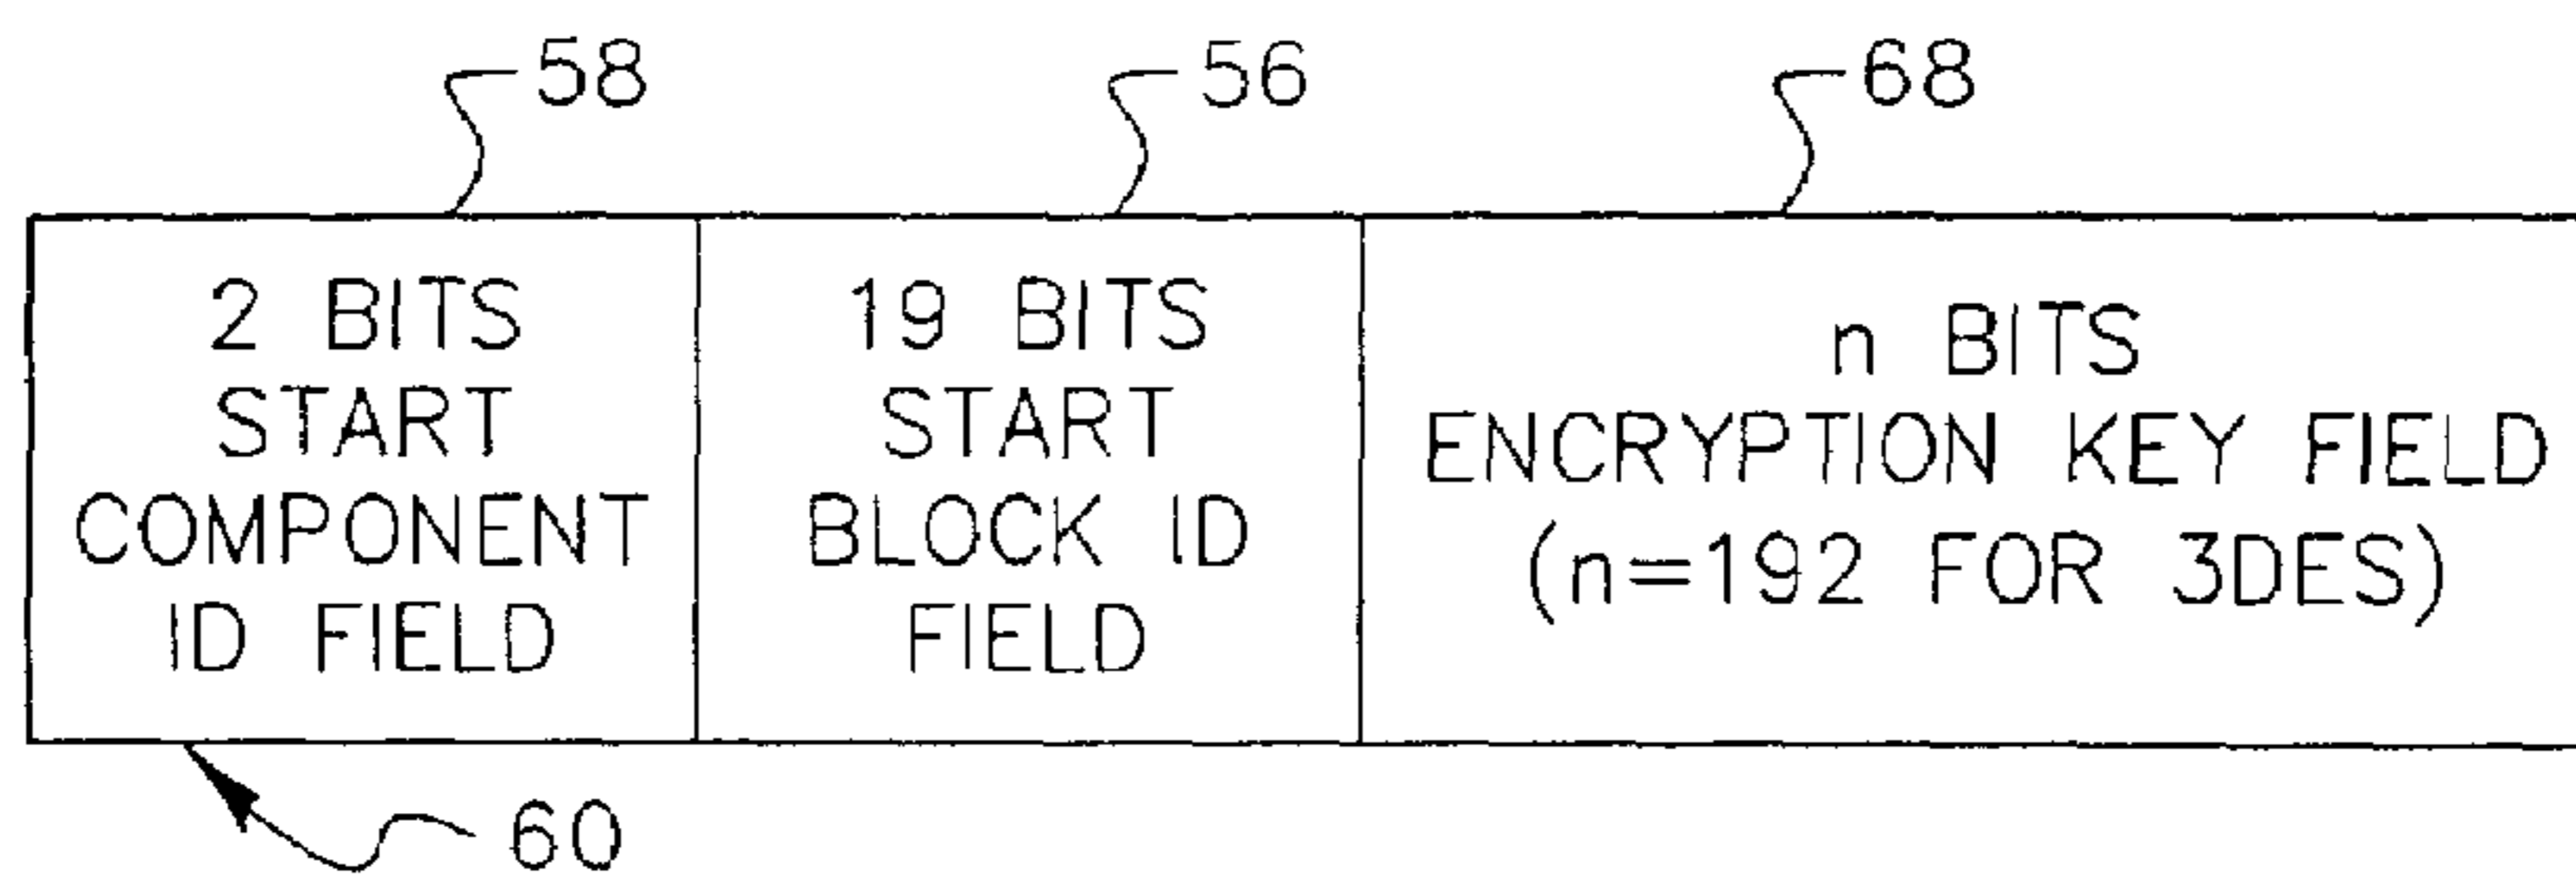 58
56
68
2 BITS
START
COMPONENT
ID FIELD
19 BITS
START
BLOCK ID
FIELD
n BITS
ENCRYPTION KEY FIELD
(n=192 FOR 3DES)
60